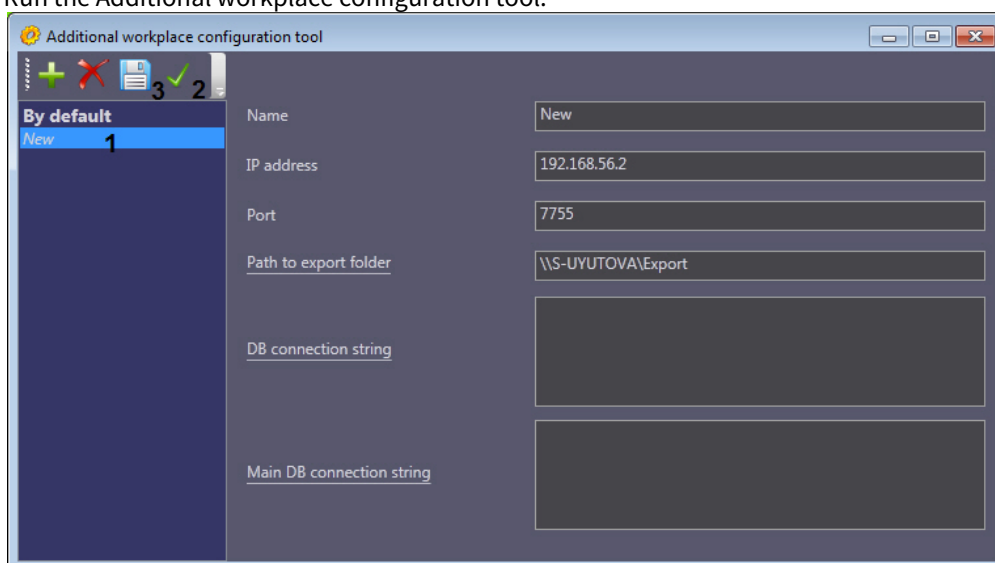 Run the Additional workplace configuration tool.
Additional workplace configuration tool
3 2
By default
New 1
Name New
IP address 192.168.56.2
Port 7755
Path to export folder \\S-UYUTOVA\Export
DB connection string
Main DB connection string